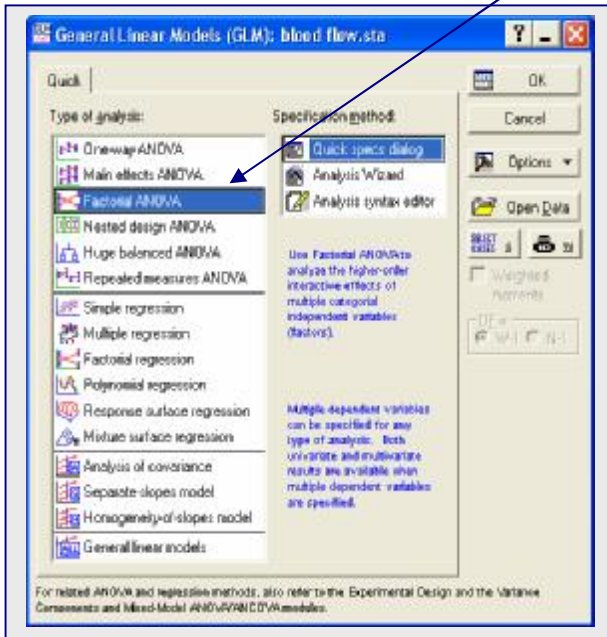 General Linear Models (GLM): blood flow.sta
Quick
Type of analysis:
One-way ANOVA
Main effects ANOVA
Factorial ANOVA
Nested design ANOVA
Huge balanced ANOVA
Repeated measures ANOVA
Simple regression
Multiple regression
Factorial regression
Polynomial regression
Response surface regression
Mixture surface regression
Analysis of covariance
Separate-slopes model
Homogeneity-of-slopes model
General linear models
Specification method:
Quick specs dialog
Analysis Wizard
Analysis syntax editor
Use Factorial ANOVA to
analyze the higher-order
interactive effects of
multiple categorial
independent variables
(factors).
Multiple dependent variables
can be specified for any
type of analysis. Both
univariate and multivariate
results are available when
multiple dependent variables
are specified.
OK
Cancel
Options
Open Data
SELECT
CASES S W
Weighted
moments
DF =
W-1 N-1
For related ANOVA and regression methods, also refer to the Experimental Design and the Variance
Components and Mixed-Model ANOVA/ANCOVA modules.